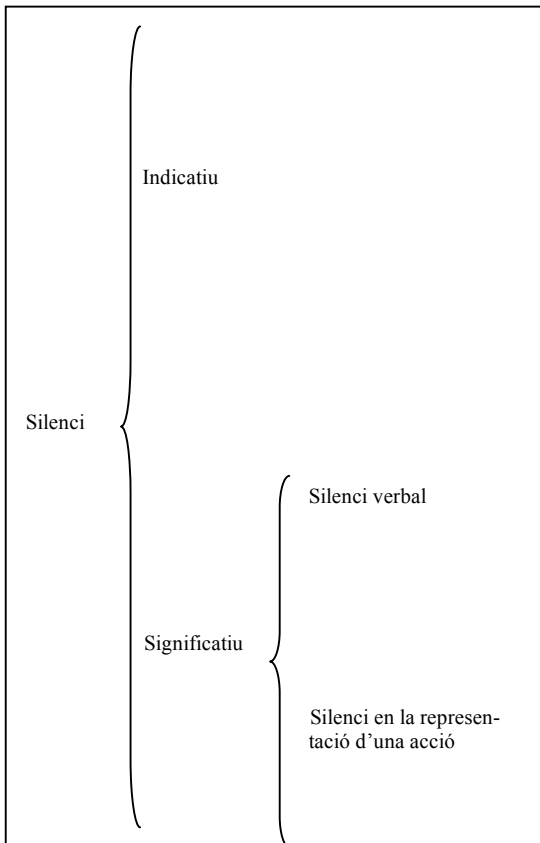 Indicatiu
Silenci
Silenci verbal
Significatiu
Silenci en la represen-
tació d’una acció